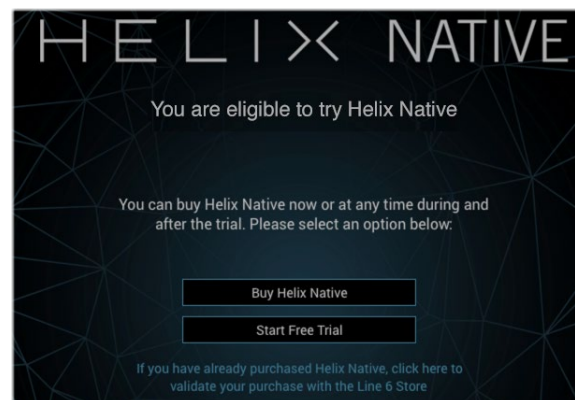 HELIX NATIVE
You are eligible to try Helix Native
You can buy Helix Native now or at any time during and
after the trial. Please select an option below:
Buy Helix Native
Start Free Trial
If you have already purchased Helix Native, click here to
validate your purchase with the Line 6 Store